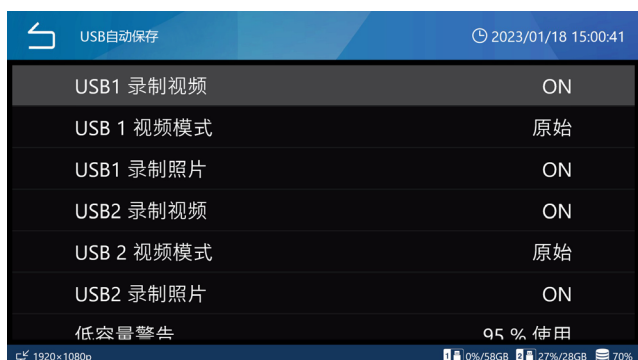 USB自动保存 2023/01/18 15:00:41
USB1 录制视频 ON
USB 1 视频模式 原始
USB1 录制照片 ON
USB2 录制视频 ON
USB 2 视频模式 原始
USB2 录制照片 ON
低容量警告 95 % 使用
1920×1080p 1 0%/58GB 2 27%/28GB 70%